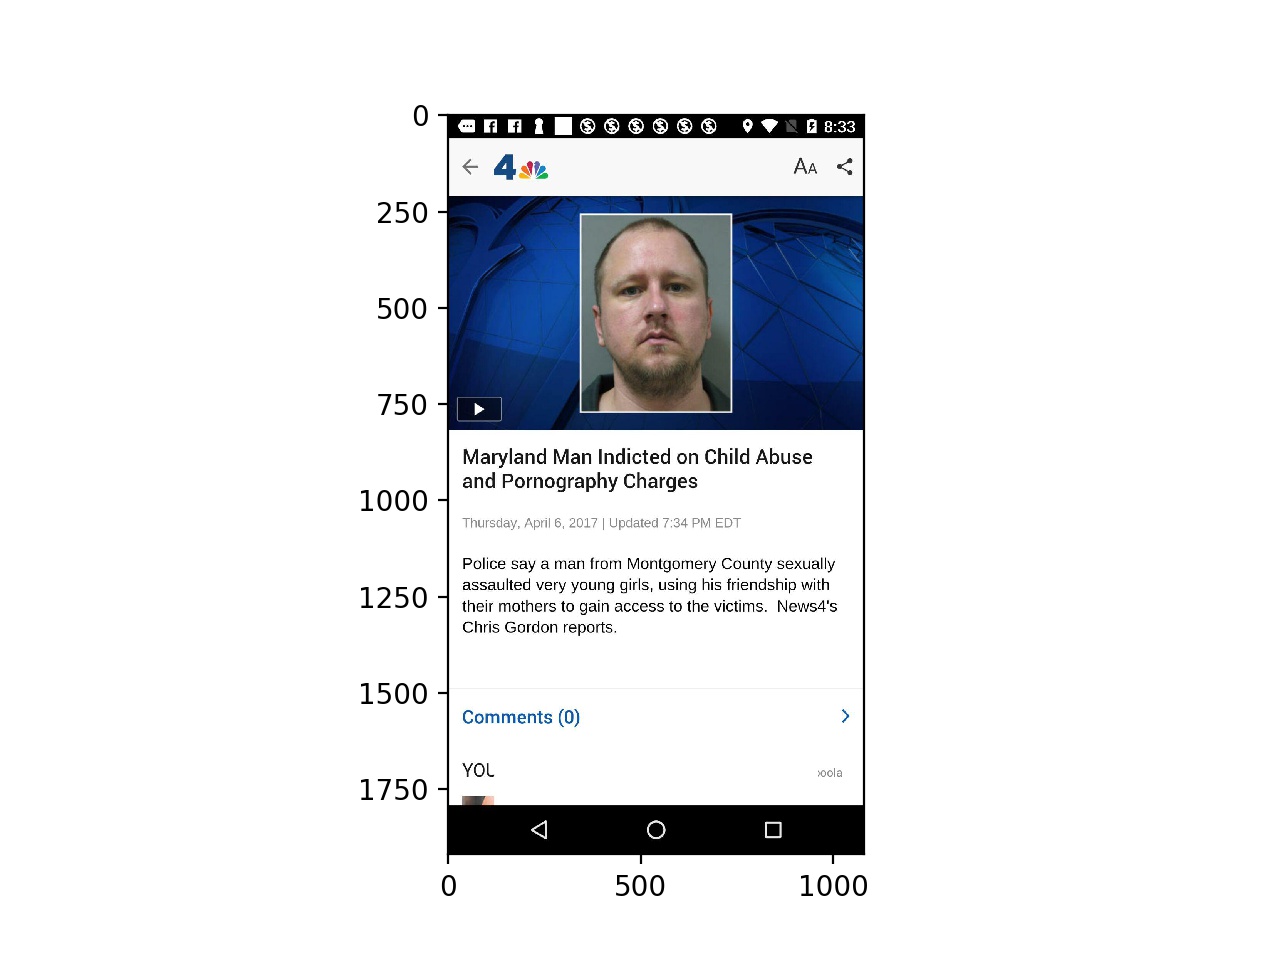 0
250
500
750
1000
1250
1500
1750
8:33
4
AA
Maryland Man Indicted on Child Abuse
and Pornography Charges
Thursday, April 6, 2017 | Updated 7:34 PM EDT
Police say a man from Montgomery County sexually
assaulted very young girls, using his friendship with
their mothers to gain access to the victims. News4's
Chris Gordon reports.
Comments (0)
YOU
oola
0
500
1000